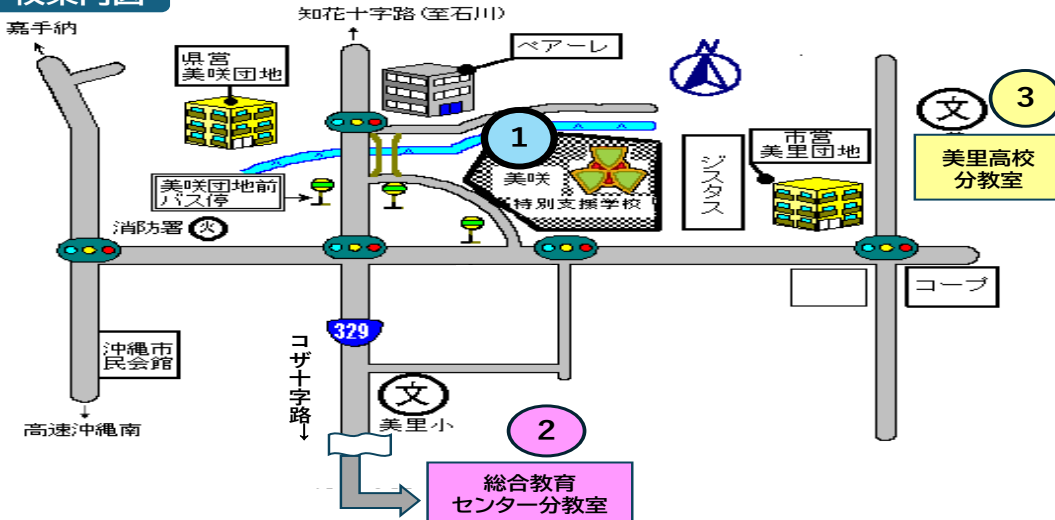 校案内図
嘉手納
知花十字路(至石川)
ペアーレ
県営
美咲団地
1
美咲
特別支援学校
ジスタス
市営
美里団地
文
3
美里高校
分教室
美咲団地前
バス停
消防署 火
コープ
329
沖縄市
民会館
コザ十字路→
高速沖縄南
文
美里小
2
総合教育
センター分教室